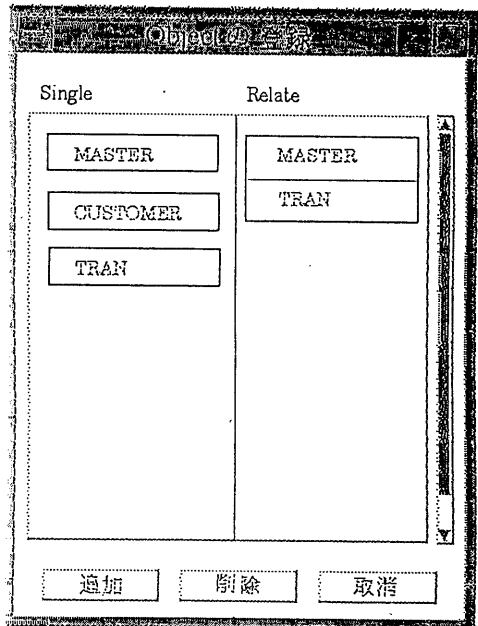 Objectの登録
Single
Relate
MASTER
CUSTOMER
TRAN
MASTER
TRAN
追加
削除
取消